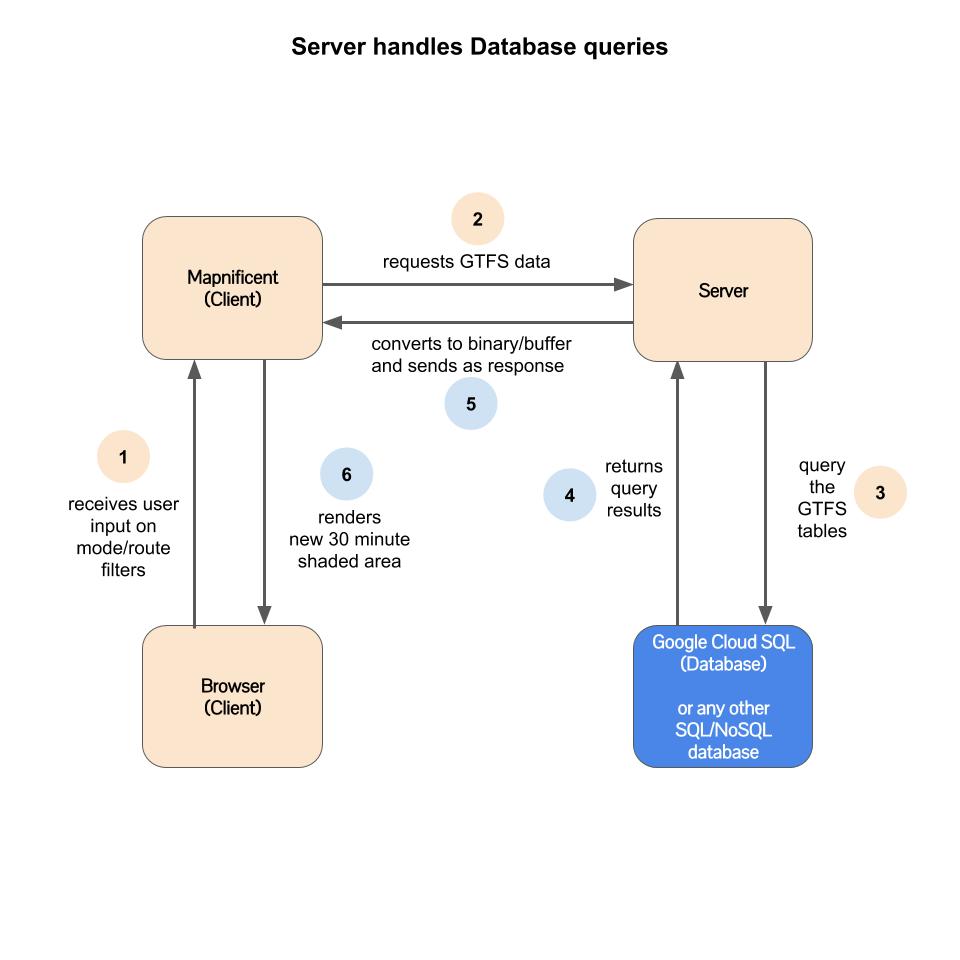 Server handles Database queries
2
requests GTFS data
Mapnificent
(Client)
Server
converts to binary/buffer
and sends as response
5
1
receives user
input on
mode/route
filters
6
renders
new 30 minute
shaded area
4
returns
query
results
query
the
GTFS
tables
3
Browser
(Client)
Google Cloud SQL
(Database)
or any other
SQL/NoSQL
database